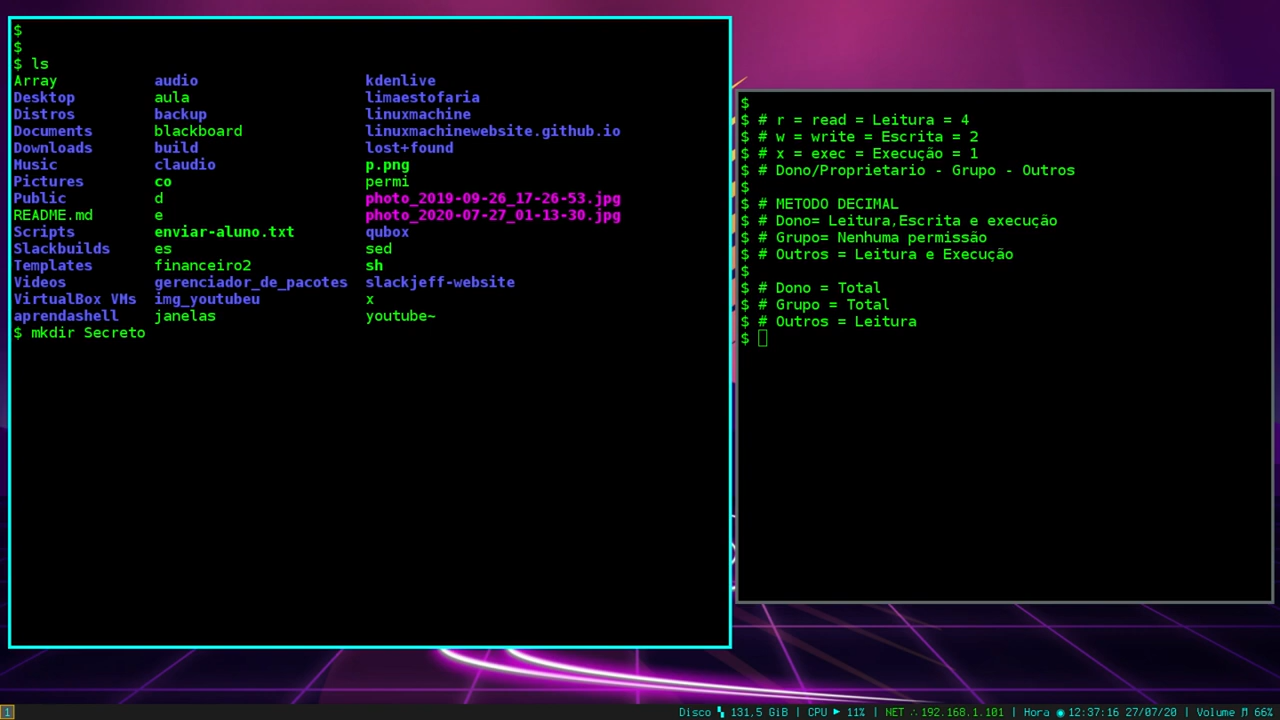 $
$
$ ls
Array audio kdenlive
Desktop aula limaestofaria
Distros backup linuxmachine
Documents blackboard linuxmachinewebsite.github.io
Downloads build lost+found
Music claudio p.png
Pictures co permi
Public d photo_2019-09-26_17-26-53.jpg
README.md e photo_2020-07-27_01-13-30.jpg
Scripts enviar-aluno.txt qubox
Slackbuilds es sed
Templates financeiro2 sh
Videos gerenciador_de_pacotes slackjeff-website
VirtualBox VMs img_youtubeu x
aprendashell janelas youtube~
$ mkdir Secreto
$
$ # r = read = Leitura = 4
$ # w = write = Escrita = 2
$ # x = exec = Execução = 1
$ # Dono/Proprietario - Grupo - Outros
$
$ # METODO DECIMAL
$ # Dono= Leitura,Escrita e execução
$ # Grupo= Nenhuma permissão
$ # Outros = Leitura e Execução
$
$ # Dono = Total
$ # Grupo = Total
$ # Outros = Leitura
$
1 Disco 131,5 GiB | CPU 11% | NET 192.168.1.101 | Hora 12:37:16 27/07/20 | Volume 66%